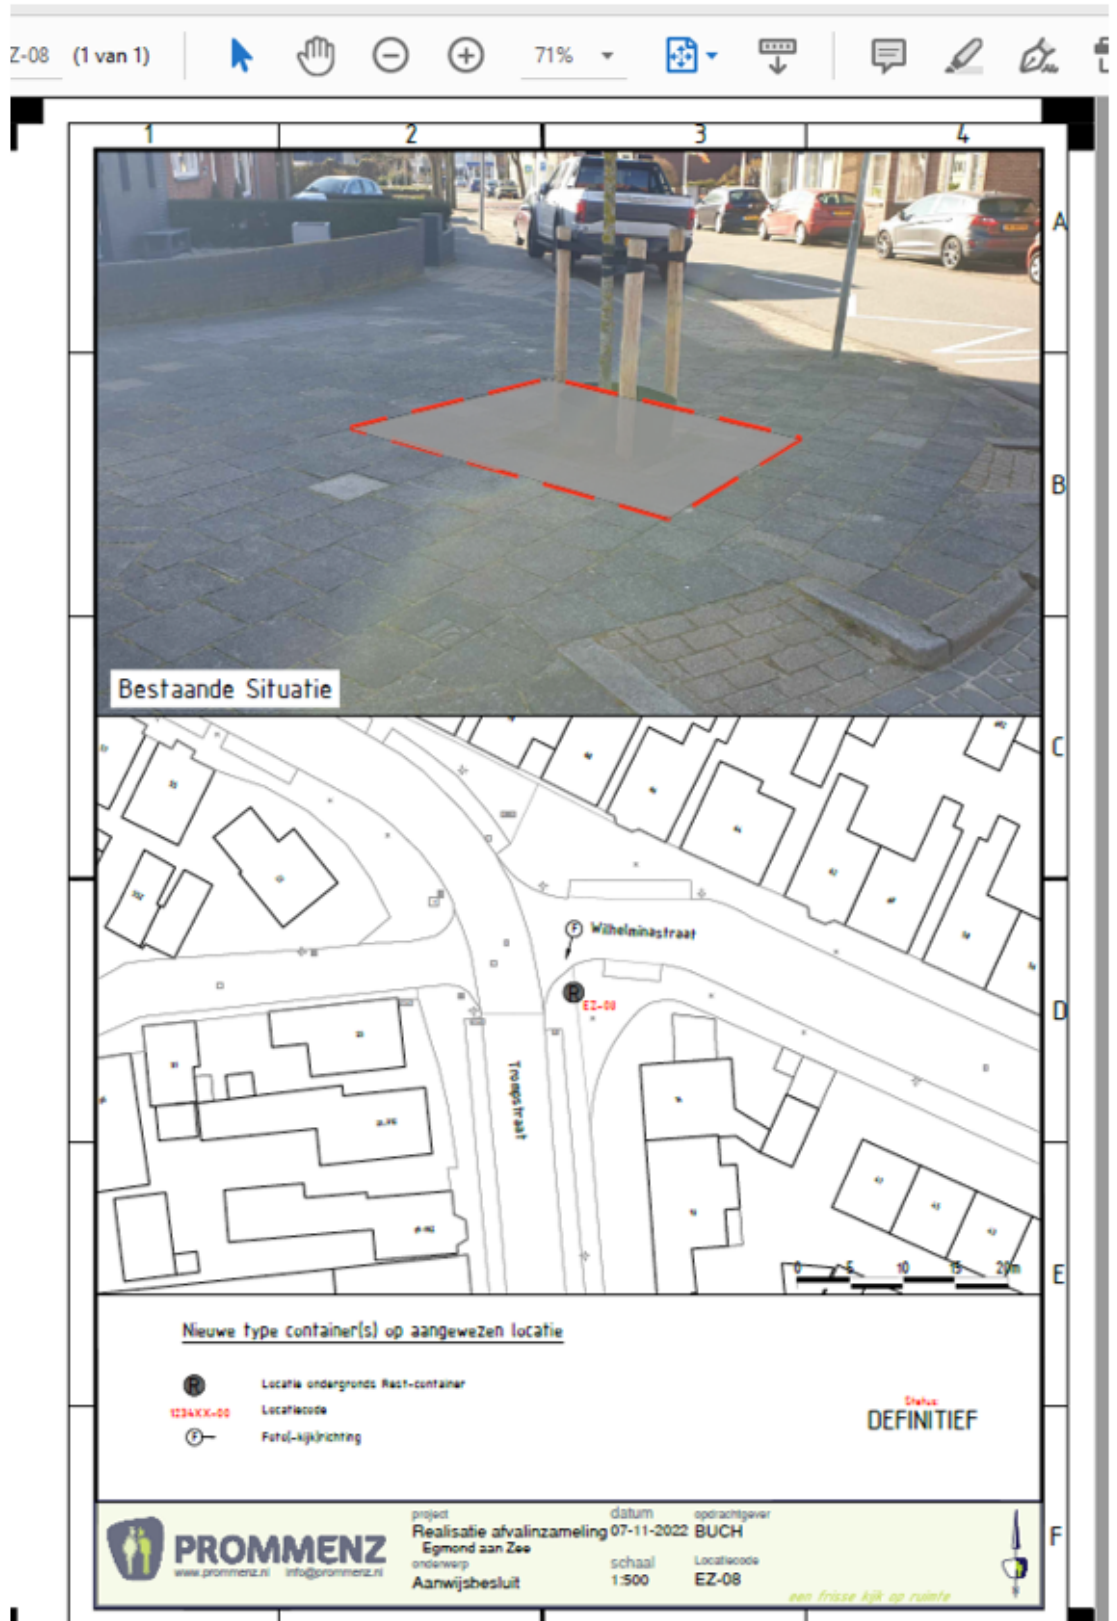 Z-08 (1 van 1) 71%
1 2 3 4
A
B
Bestaande Situatie
C
Wilhelminastraat
D
EZ-08
Trompstraat
0 5 10 15 20m
E
Nieuwe type container(s) op aangewezen locatie
R Locatie ondergronds Rest-container
1234XX-00 Locatiecode
F Foto(-kijk)richting
Status:
DEFINITIEF
project datum opdrachtgever
Realisatie afvalinzameling 07-11-2022 BUCH
Egmond aan Zee
F
PROMMENZ
www.prommenz.nl info@prommenz.nl
onderwerp schaal Locatiecode
Aanwijsbesluit 1:500 EZ-08
een frisse kijk op ruimte